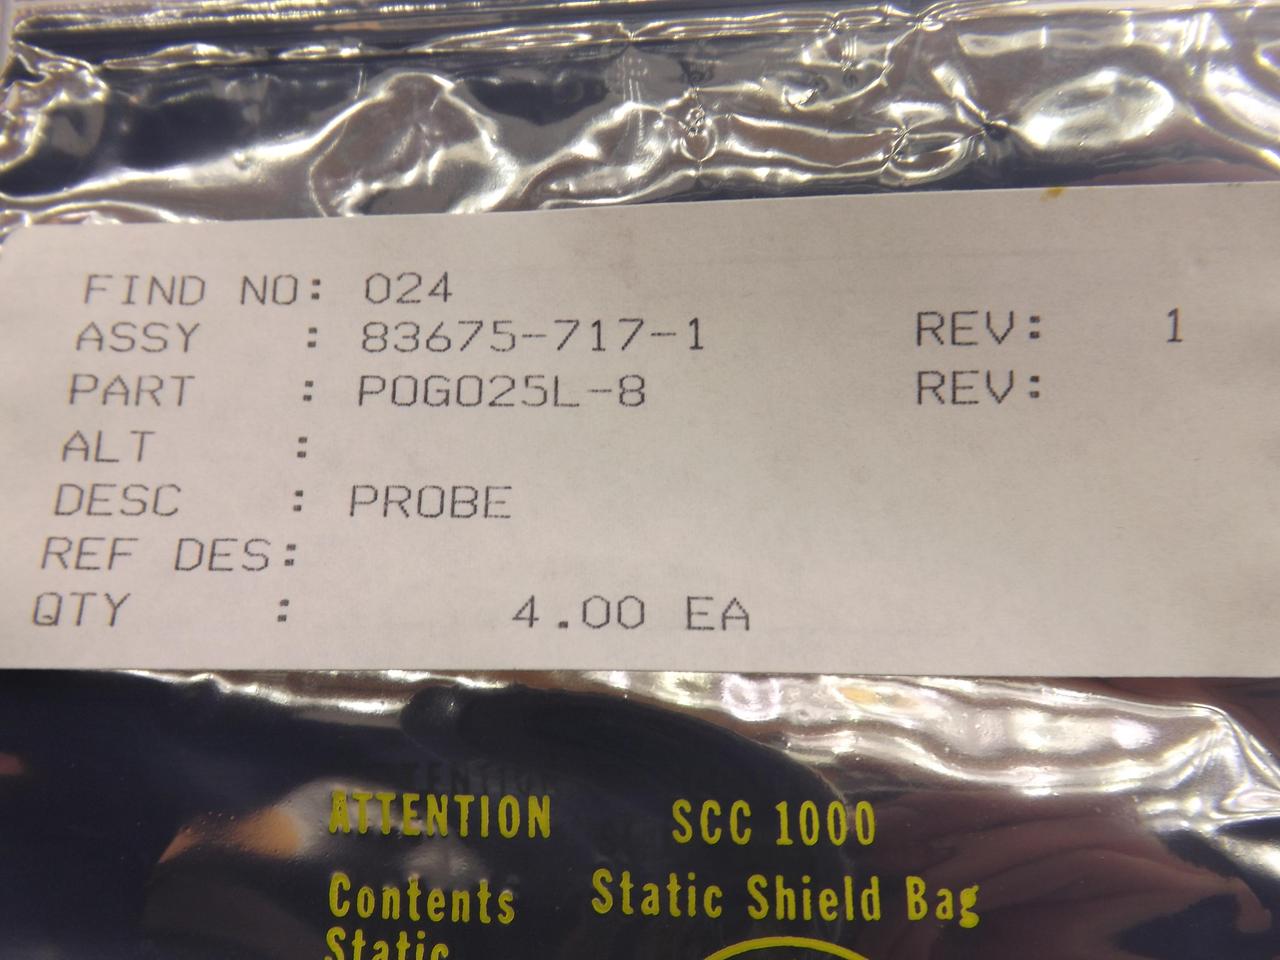 FIND NO: 024
ASSY : 83675-717-1 REV: 1
PART : POGO25L-8 REV:
ALT :
DESC : PROBE
REF DES:
QTY : 4.00 EA
ATTENTION SCC 1000
Contents Static Shield Bag
Static